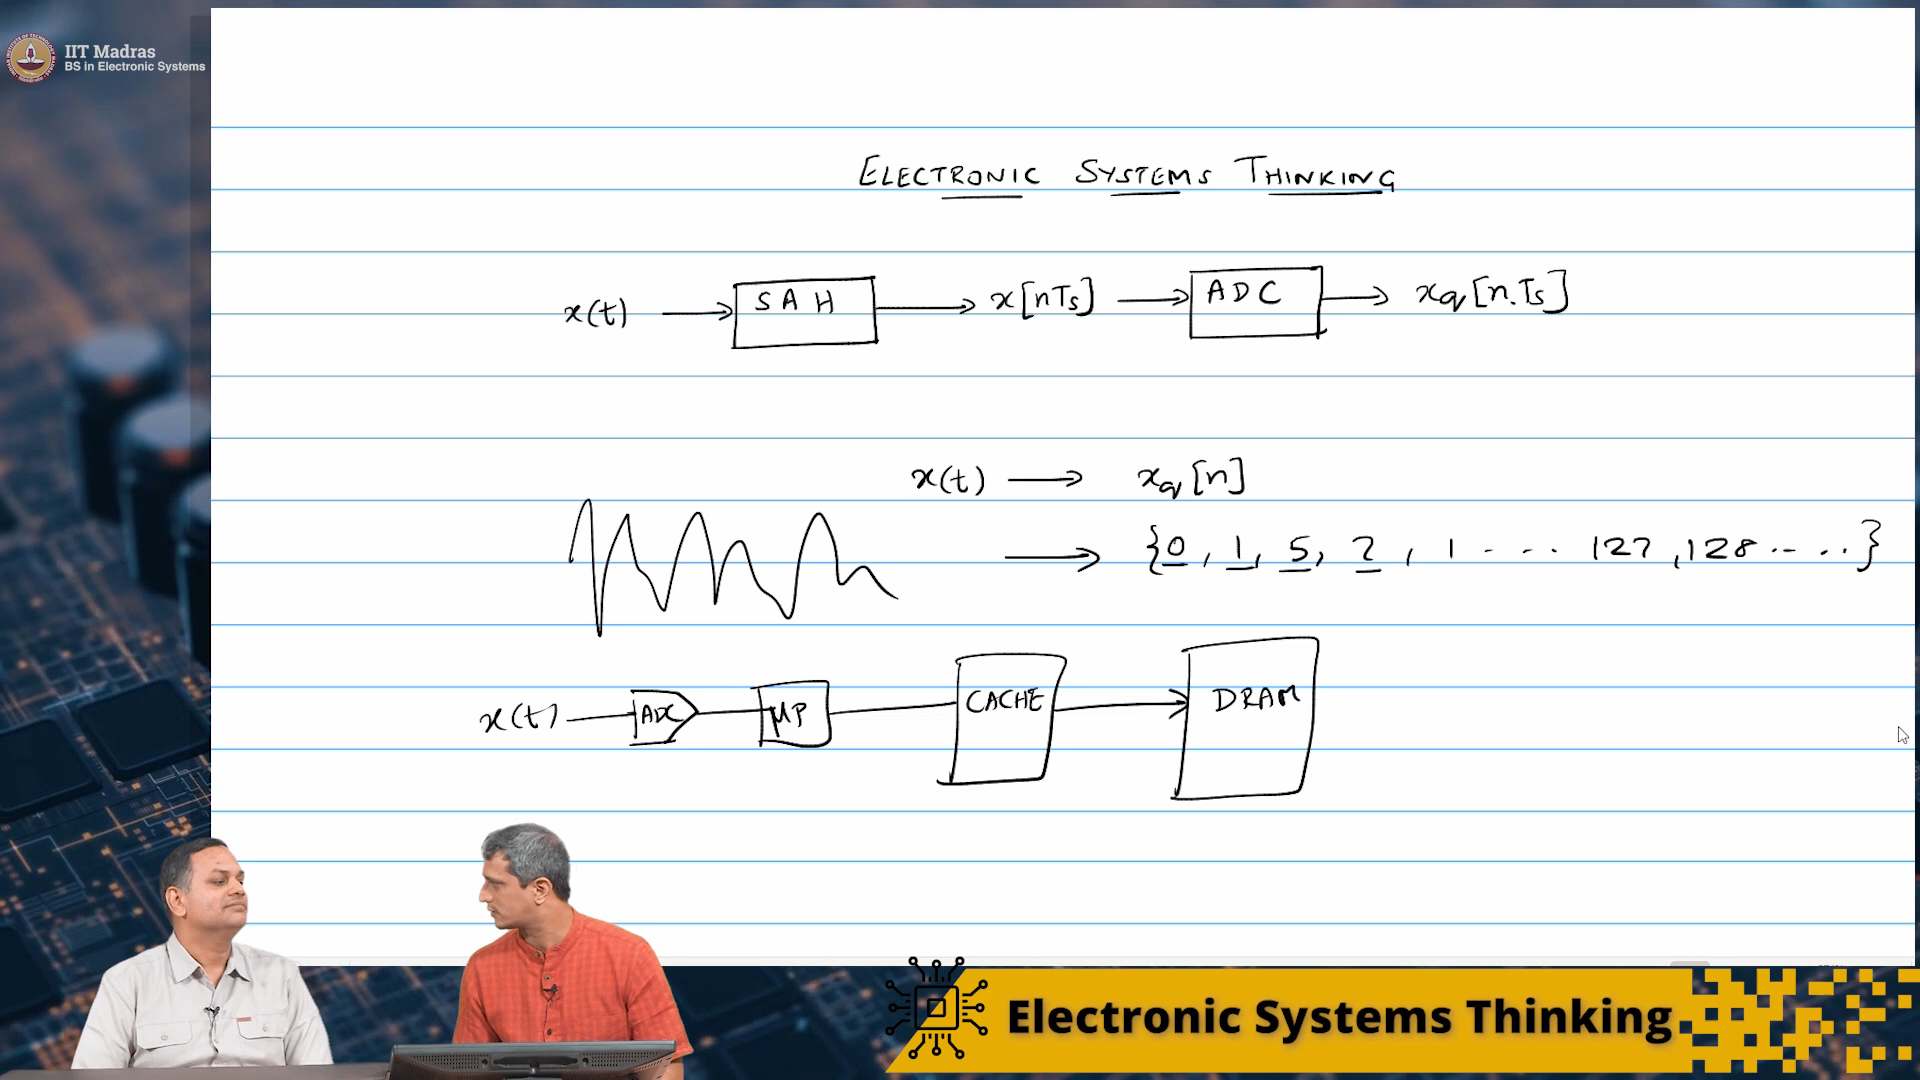 IIT Madras
BS in Electronic Systems
ELECTRONIC SYSTEMS THINKING
x(t) → SAH → x[nTs] → ADC → xq[n.Ts]
x(t) → xq[n]
→ {0, 1, 5, 2, 1 - - .. 127, 128 .. - ..}
x(t) ADC μP CACHE → DRAM
Electronic Systems Thinking